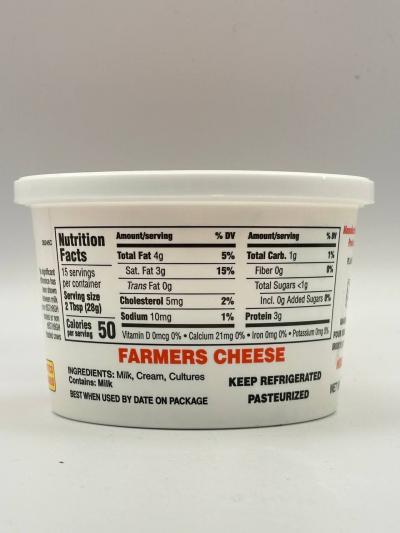 Nutrition Facts
15 servings per container
Serving size 2 Tbsp (28g)
Calories per serving 50
Amount/serving % DV
Total Fat 4g 5%
Sat. Fat 3g 15%
Trans Fat 0g
Cholesterol 5mg 2%
Sodium 10mg 1%
Amount/serving % DV
Total Carb. 1g 1%
Fiber 0g 0%
Total Sugars <1g
Incl. 0g Added Sugars 0%
Protein 3g
Vitamin D 0mcg 0% • Calcium 21mg 0% • Iron 0mg 0% • Potassium 0mg 0%
FARMERS CHEESE
INGREDIENTS: Milk, Cream, Cultures
Contains: Milk
BEST WHEN USED BY DATE ON PACKAGE
KEEP REFRIGERATED
PASTEURIZED